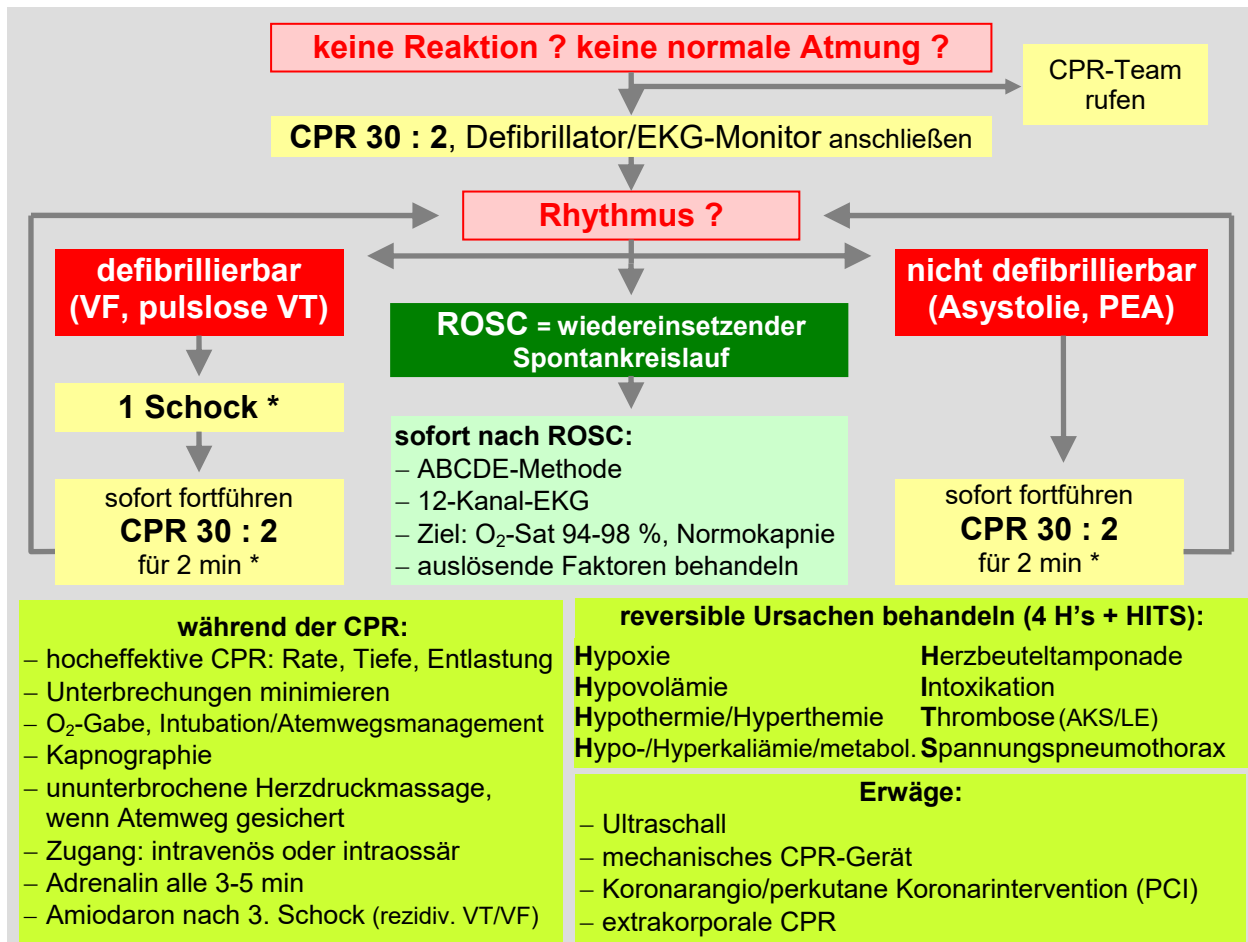 keine Reaktion ? keine normale Atmung ?
CPR-Team
rufen
CPR 30 : 2, Defibrillator/EKG-Monitor anschließen
Rhythmus ?
defibrillierbar
(VF, pulslose VT)
nicht defibrillierbar
(Asystolie, PEA)
ROSC = wiedereinsetzender
Spontankreislauf
1 Schock *
sofort nach ROSC:
– ABCDE-Methode
– 12-Kanal-EKG
– Ziel: O₂-Sat 94-98 %, Normokapnie
– auslösende Faktoren behandeln
sofort fortführen
CPR 30 : 2
für 2 min *
sofort fortführen
CPR 30 : 2
für 2 min *
während der CPR:
– hocheffektive CPR: Rate, Tiefe, Entlastung
– Unterbrechungen minimieren
– O₂-Gabe, Intubation/Atemwegsmanagement
– Kapnographie
– ununterbrochene Herzdruckmassage,
wenn Atemweg gesichert
– Zugang: intravenös oder intraossär
– Adrenalin alle 3-5 min
– Amiodaron nach 3. Schock (rezidiv. VT/VF)
reversible Ursachen behandeln (4 H's + HITS):
Hypoxie
Hypovolämie
Hypothermie/Hyperthemie
Hypo-/Hyperkaliämie/metabol.
Herzbeuteltamponade
Intoxikation
Thrombose (AKS/LE)
Spannungspneumothorax
Erwäge:
– Ultraschall
– mechanisches CPR-Gerät
– Koronarangio/perkutane Koronarintervention (PCI)
– extrakorporale CPR